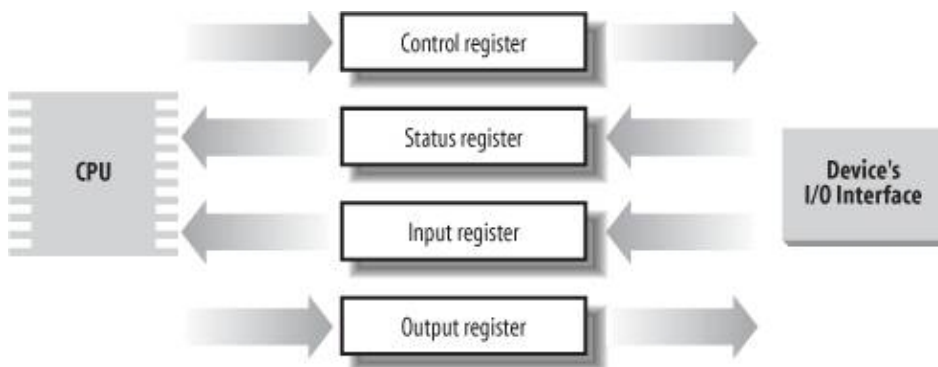 Control register
Status register
CPU
Device's
I/O Interface
Input register
Output register